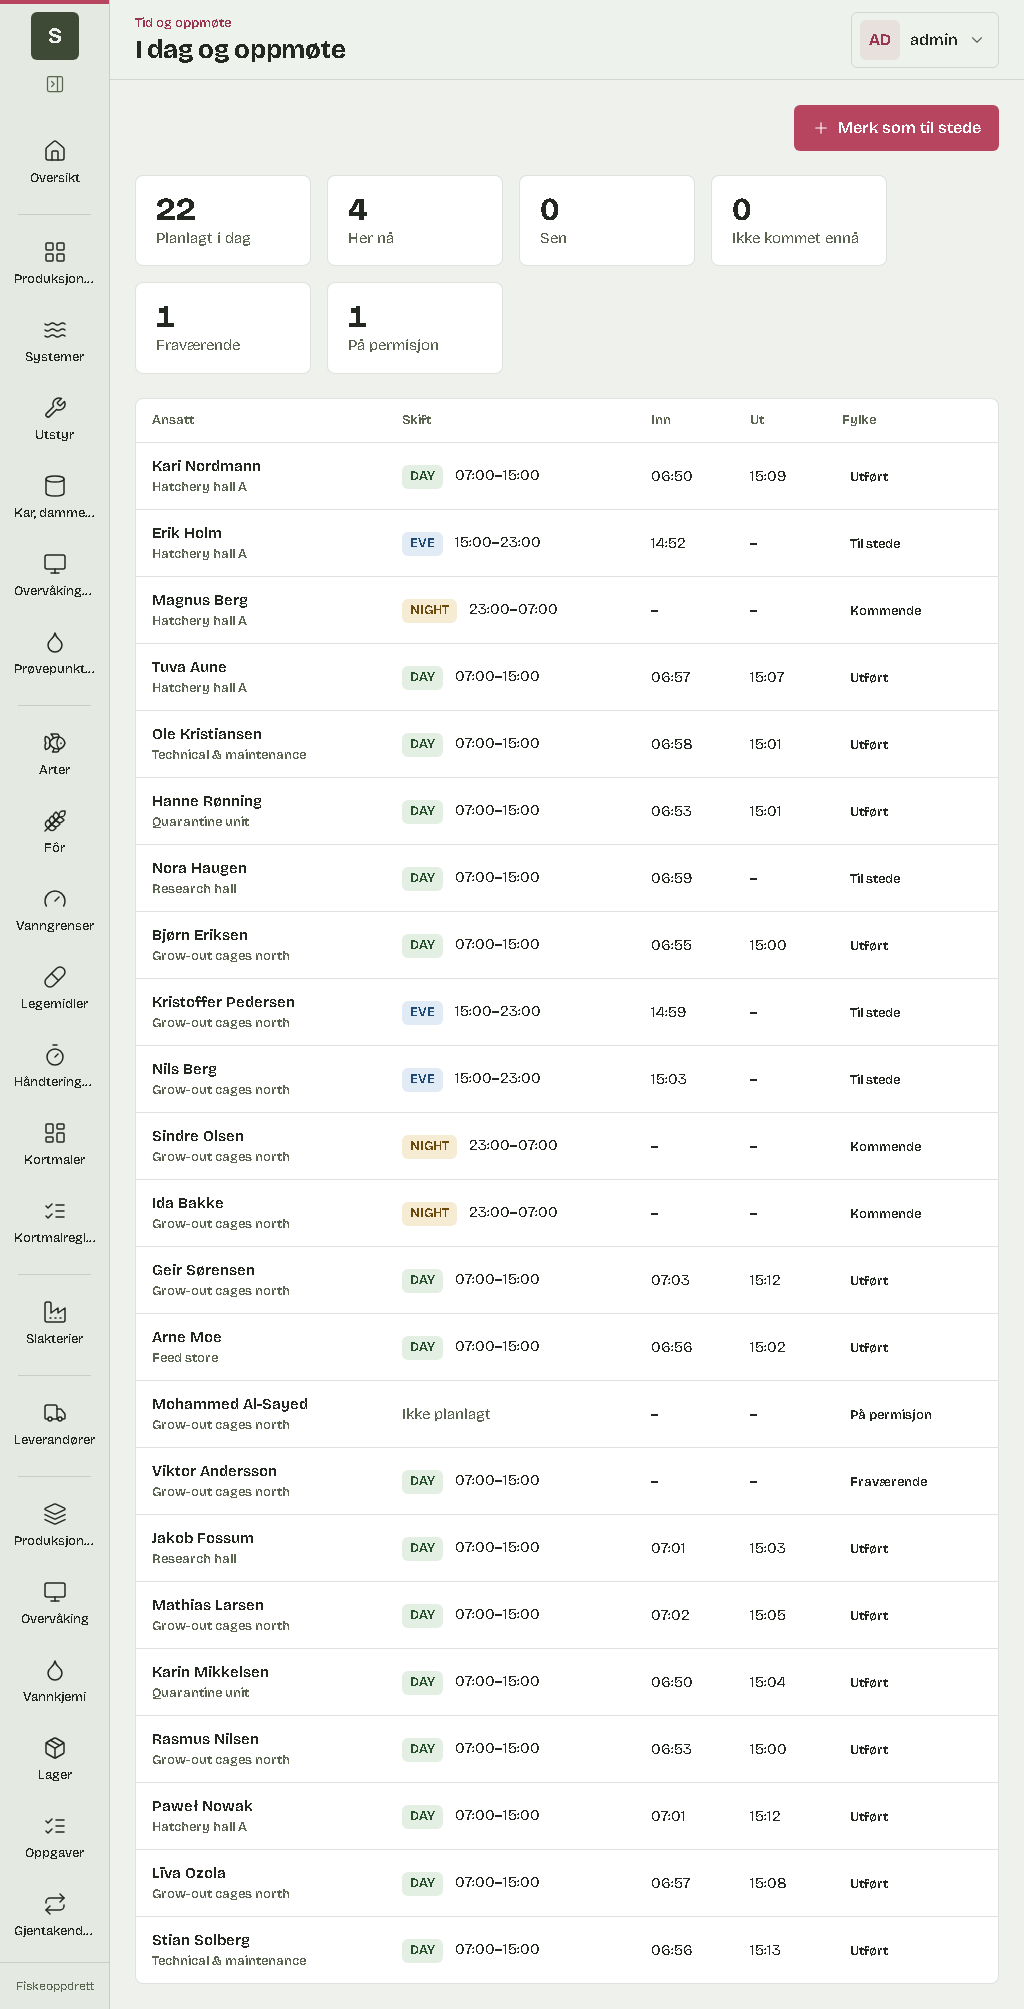 S
Oversikt
Produksjon...
Systemer
Utstyr
Kar, damme...
Overvåking...
Prøvepunkt...
Arter
Fôr
Vanngrenser
Legemidler
Håndtering...
Kortmaler
Kortmalregl...
Slakterier
Leverandører
Produksjon...
Overvåking
Vannkjemi
Lager
Oppgaver
Gjentakend...
Fiskeoppdrett
Tid og oppmøte
I dag og oppmøte
AD admin
+ Merk som til stede
22
Planlagt i dag
4
Her nå
0
Sen
0
Ikke kommet ennå
1
Fraværende
1
På permisjon
Ansatt Skift Inn Ut Fylke
Kari Nordmann
Hatchery hall A
DAY 07:00–15:00 06:50 15:09 Utført
Erik Holm
Hatchery hall A
EVE 15:00–23:00 14:52 – Til stede
Magnus Berg
Hatchery hall A
NIGHT 23:00–07:00 – – Kommende
Tuva Aune
Hatchery hall A
DAY 07:00–15:00 06:57 15:07 Utført
Ole Kristiansen
Technical & maintenance
DAY 07:00–15:00 06:58 15:01 Utført
Hanne Rønning
Quarantine unit
DAY 07:00–15:00 06:53 15:01 Utført
Nora Haugen
Research hall
DAY 07:00–15:00 06:59 – Til stede
Bjørn Eriksen
Grow-out cages north
DAY 07:00–15:00 06:55 15:00 Utført
Kristoffer Pedersen
Grow-out cages north
EVE 15:00–23:00 14:59 – Til stede
Nils Berg
Grow-out cages north
EVE 15:00–23:00 15:03 – Til stede
Sindre Olsen
Grow-out cages north
NIGHT 23:00–07:00 – – Kommende
Ida Bakke
Grow-out cages north
NIGHT 23:00–07:00 – – Kommende
Geir Sørensen
Grow-out cages north
DAY 07:00–15:00 07:03 15:12 Utført
Arne Moe
Feed store
DAY 07:00–15:00 06:56 15:02 Utført
Mohammed Al-Sayed
Grow-out cages north
Ikke planlagt – – På permisjon
Viktor Andersson
Grow-out cages north
DAY 07:00–15:00 – – Fraværende
Jakob Fossum
Research hall
DAY 07:00–15:00 07:01 15:03 Utført
Mathias Larsen
Grow-out cages north
DAY 07:00–15:00 07:02 15:05 Utført
Karin Mikkelsen
Quarantine unit
DAY 07:00–15:00 06:50 15:04 Utført
Rasmus Nilsen
Grow-out cages north
DAY 07:00–15:00 06:53 15:00 Utført
Paweł Nowak
Hatchery hall A
DAY 07:00–15:00 07:01 15:12 Utført
Līva Ozola
Grow-out cages north
DAY 07:00–15:00 06:57 15:08 Utført
Stian Solberg
Technical & maintenance
DAY 07:00–15:00 06:56 15:13 Utført